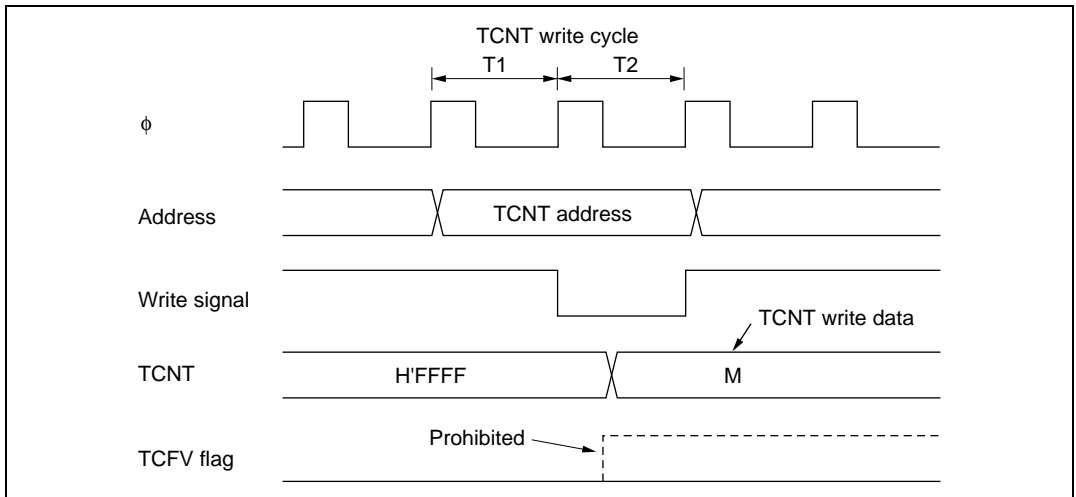 TCNT write cycle
T1 T2
ϕ
Address TCNT address
Write signal
TCNT write data
TCNT H'FFFF M
Prohibited
TCFV flag